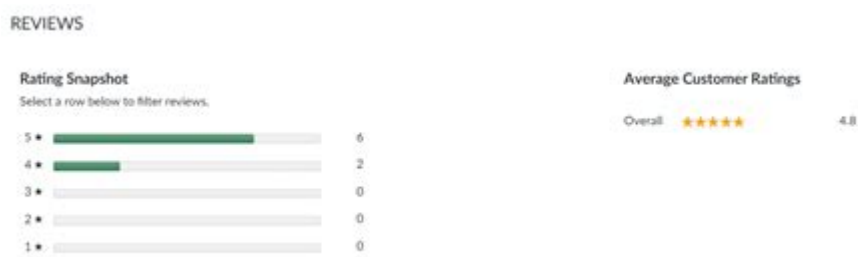 REVIEWS
Rating Snapshot
Select a row below to filter reviews.
5 ★ 6
4 ★ 2
3 ★ 0
2 ★ 0
1 ★ 0
Average Customer Ratings
Overall ★★★★★ 4.8